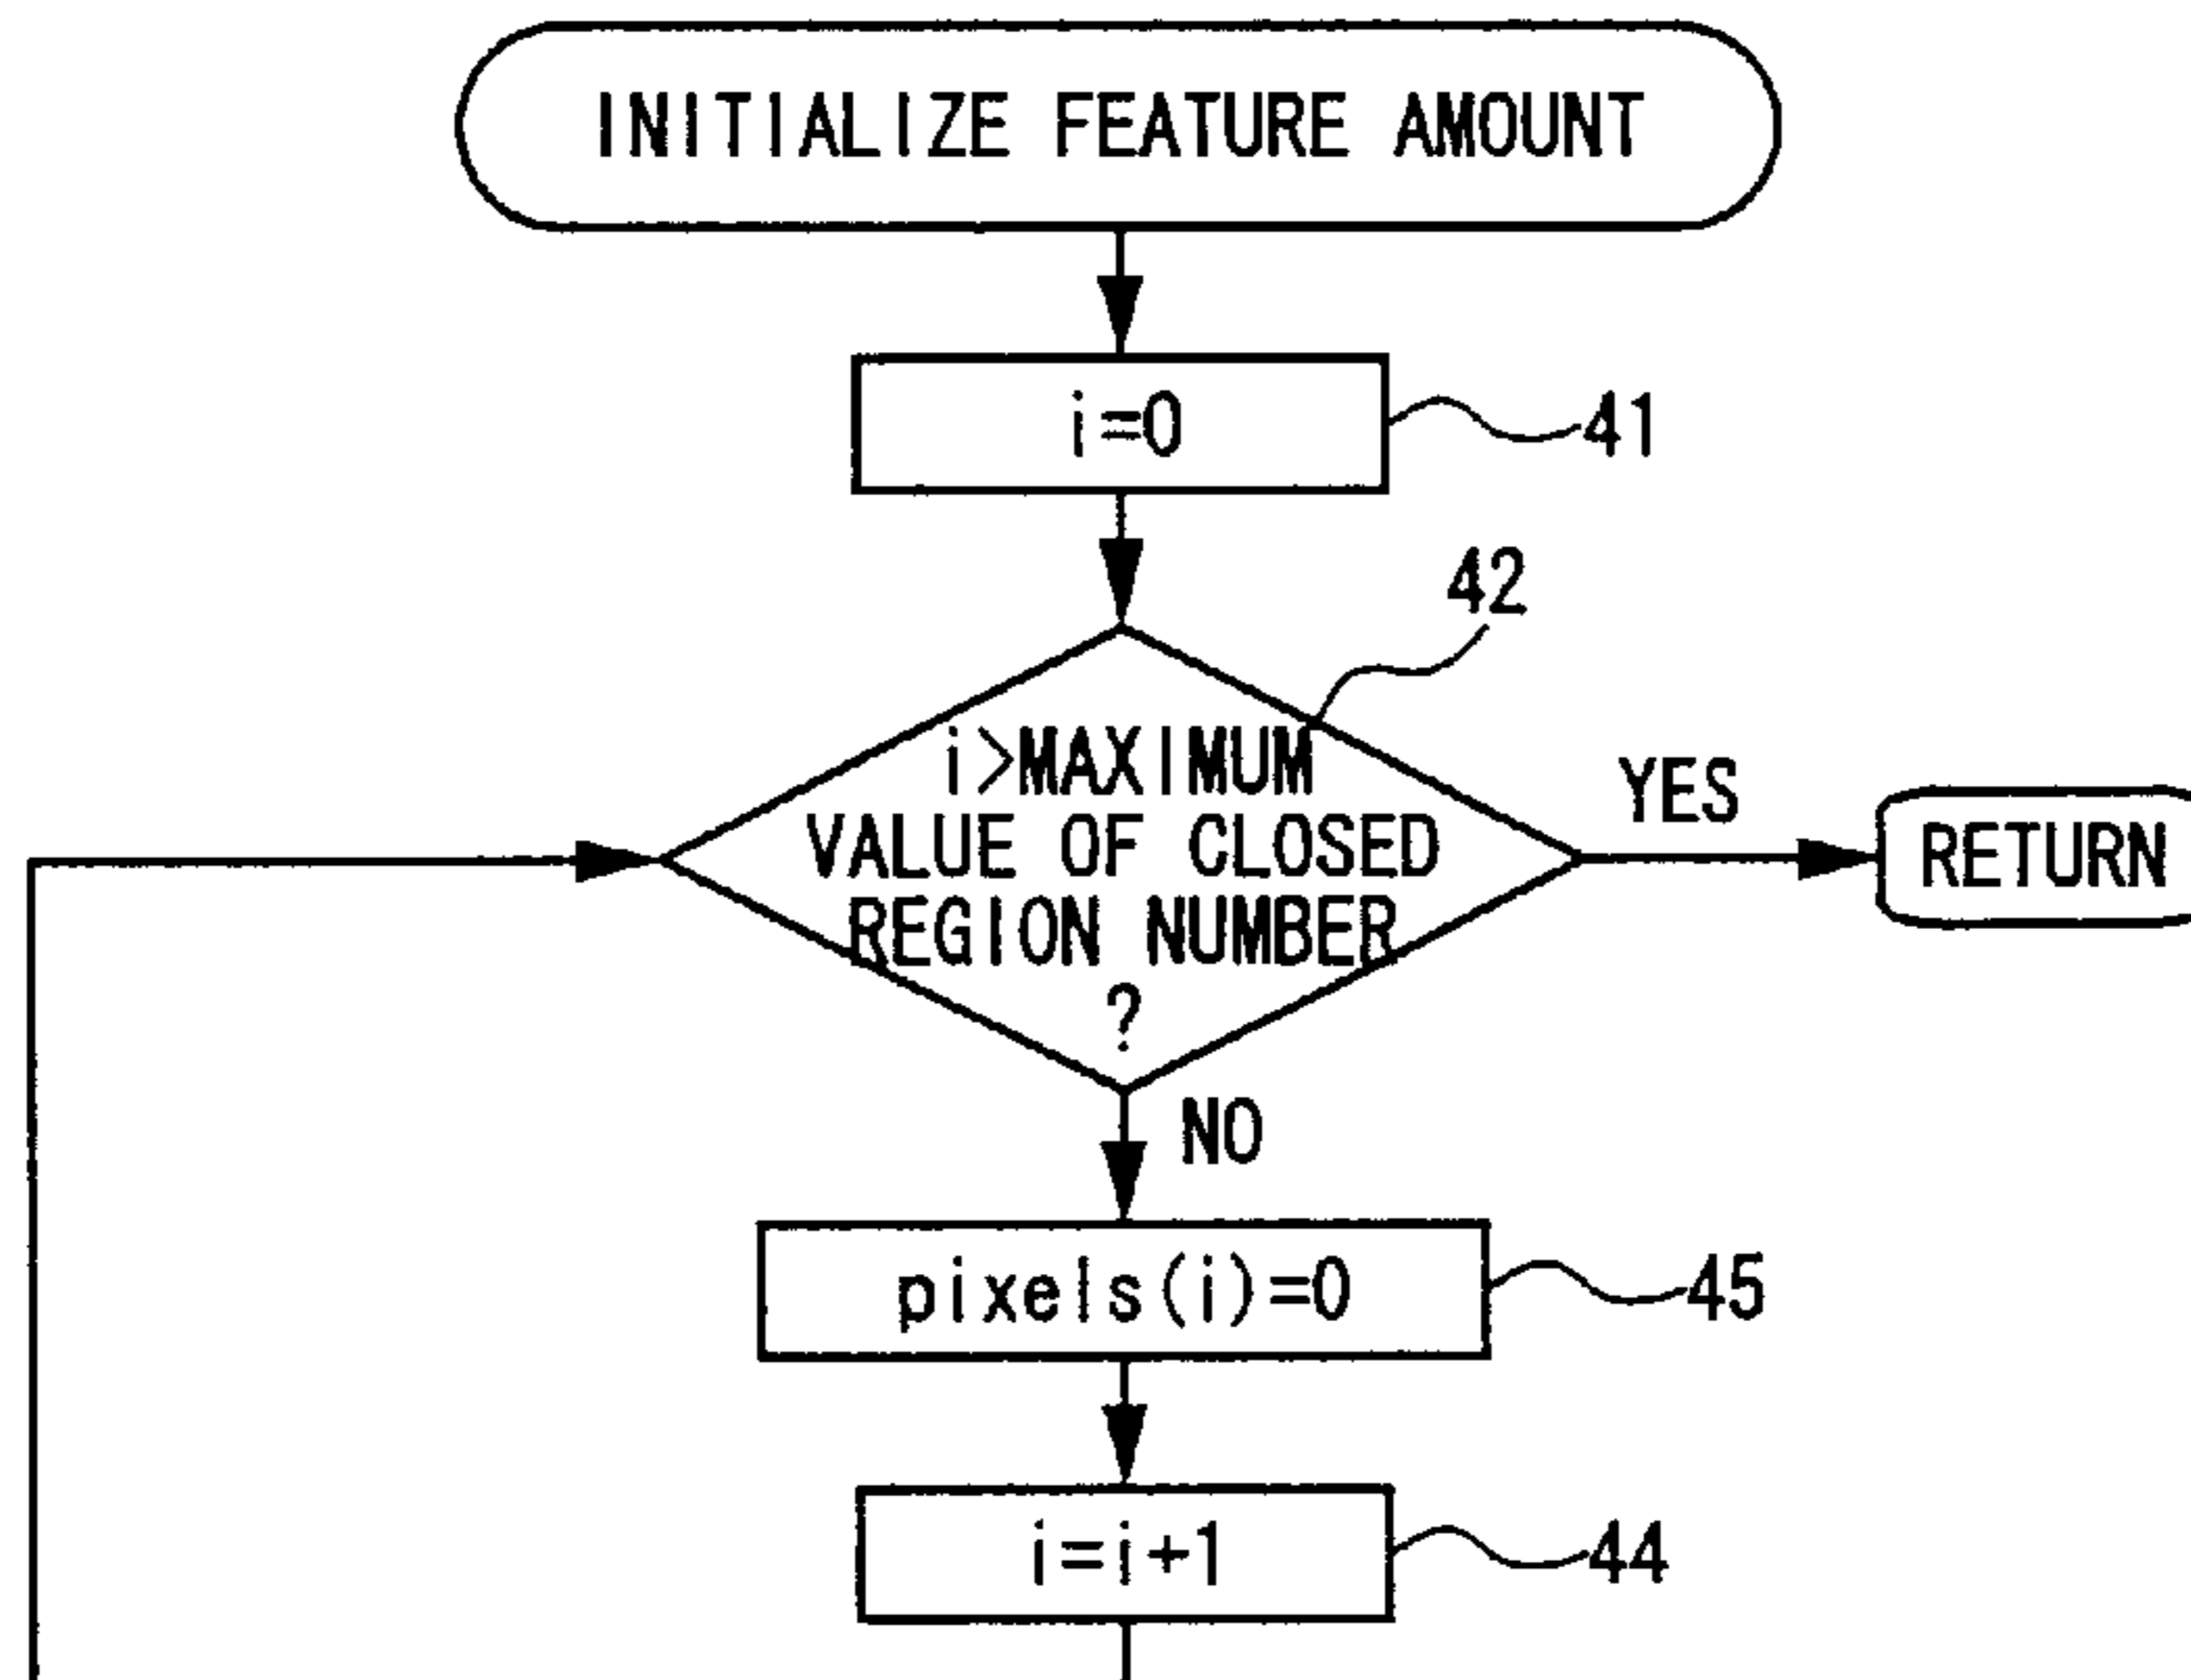 INITIALIZE FEATURE AMOUNT
i=0
41
42
i>MAXIMUM
VALUE OF CLOSED
REGION NUMBER
?
YES
RETURN
NO
pixels(i)=0
45
i=i+1
44